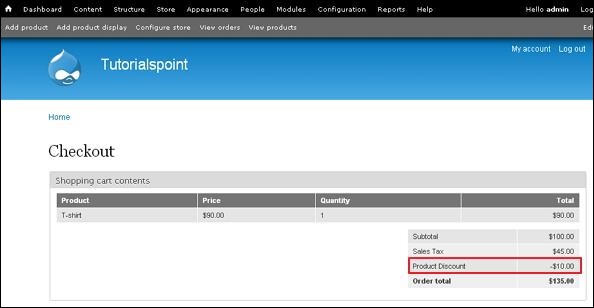 Dashboard Content Structure Store Appearance People Modules Configuration Reports Help Hello admin Log
Add product Add product display Configure store View orders View products Edi
My account Log out
Tutorialspoint
Home
Checkout
Shopping cart contents
Product Price Quantity Total
T-shirt $90.00 1 $90.00
Subtotal $100.00
Sales Tax $45.00
Product Discount -$10.00
Order total $135.00